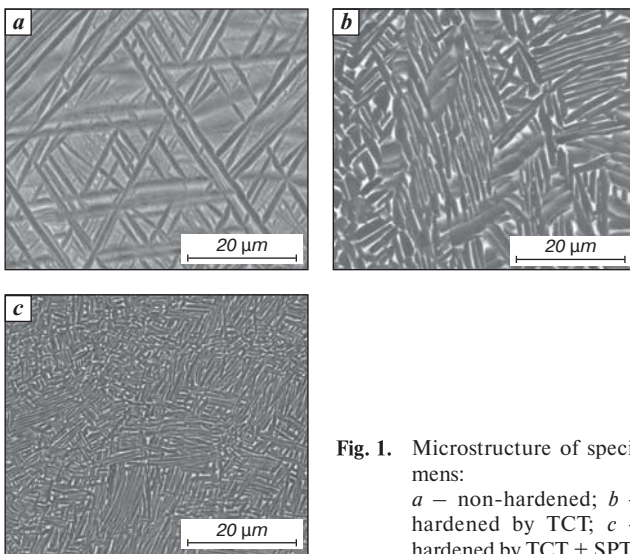 a
b
20 µm
20 µm
c
20 µm
Fig. 1. Microstructure of speci
mens:
a – non-hardened; b –
hardened by TCT; c –
hardened by TCT + SPT